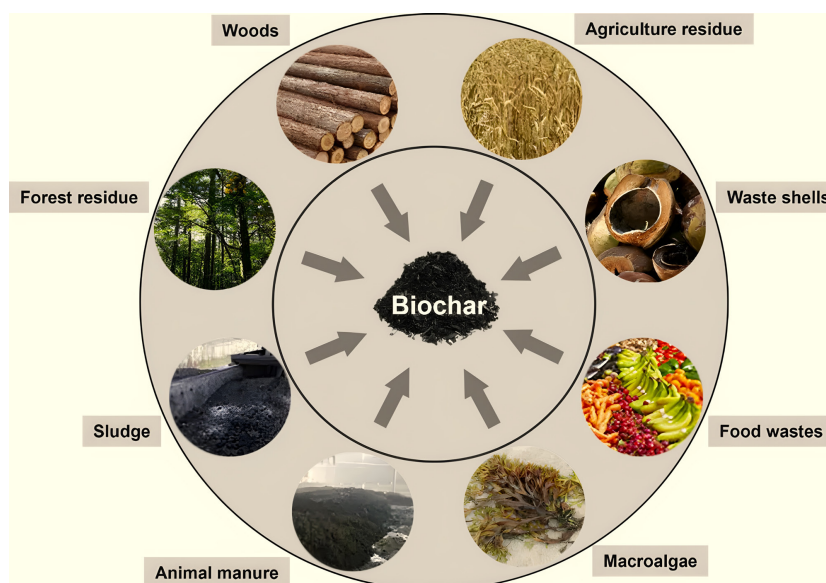 Woods
Agriculture residue
Forest residue
Waste shells
Biochar
Sludge
Food wastes
Animal manure
Macroalgae